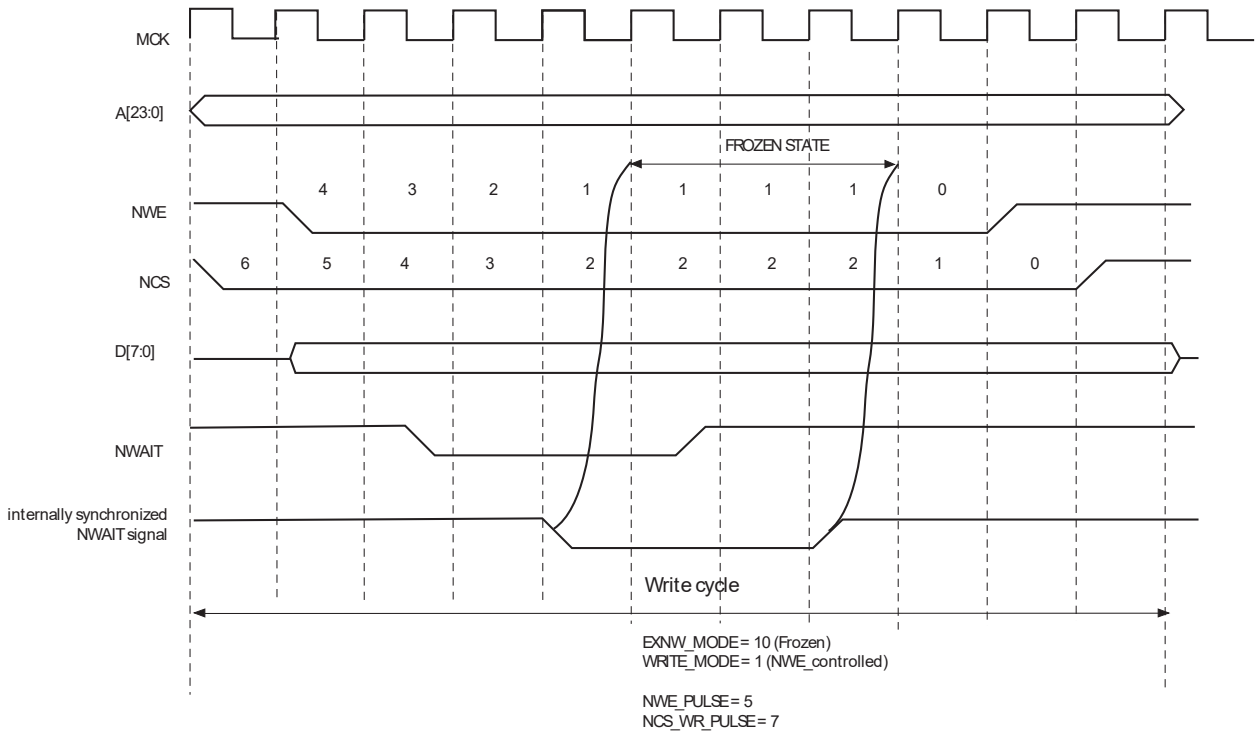 MCK
A[23:0]
FROZEN STATE
4 3 2 1 1 1 1 0
NWE
6 5 4 3 2 2 2 2 1 0
NCS
D[7:0]
NWAIT
internally synchronized
NWAIT signal
Write cycle
EXNW_MODE = 10 (Frozen)
WRITE_MODE = 1 (NWE_controlled)
NWE_PULSE = 5
NCS_WR_PULSE = 7